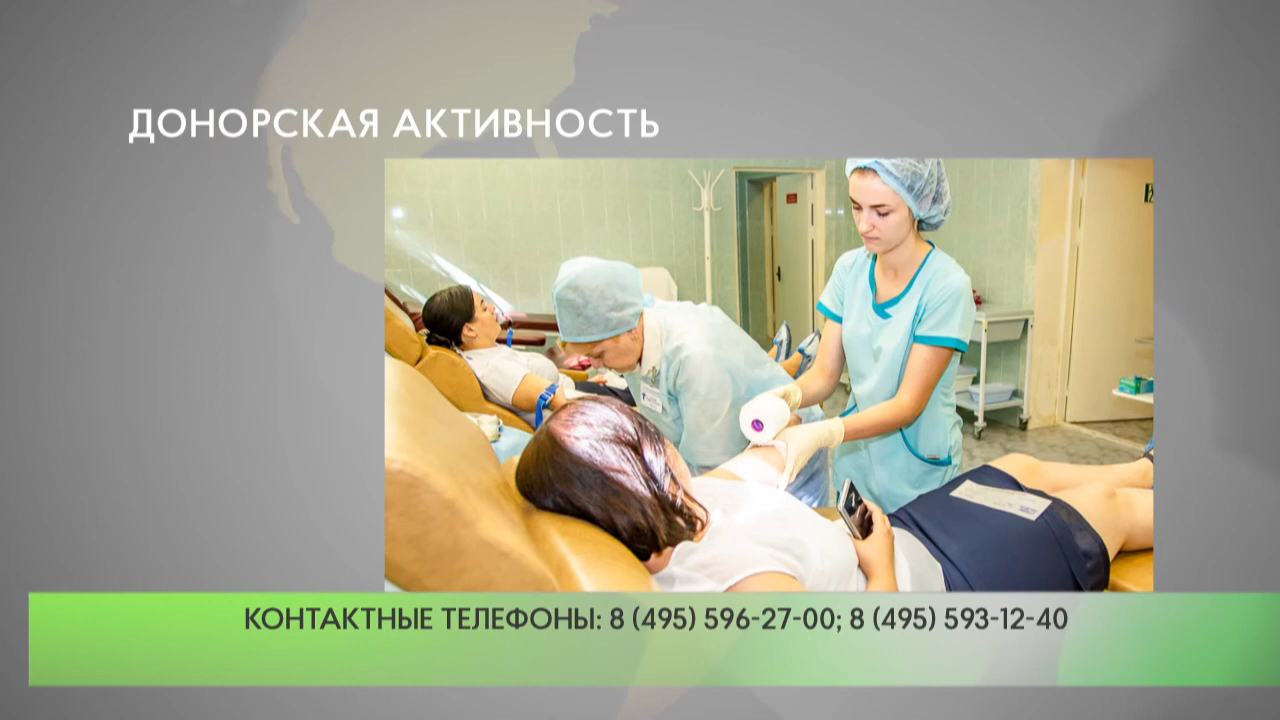 ДОНОРСКАЯ АКТИВНОСТЬ
КОНТАКТНЫЕ ТЕЛЕФОНЫ: 8 (495) 596-27-00; 8 (495) 593-12-40